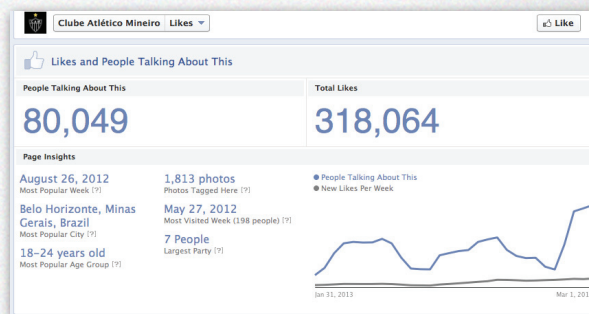 Clube Atlético Mineiro Likes
Like
Likes and People Talking About This
People Talking About This
80,049
Total Likes
318,064
Page Insights
August 26, 2012
Most Popular Week [?]
Belo Horizonte, Minas
Gerais, Brazil
Most Popular City [?]
18-24 years old
Most Popular Age Group [?]
1,813 photos
Photos Tagged Here [?]
May 27, 2012
Most Visited Week (198 people) [?]
7 People
Largest Party [?]
People Talking About This
New Likes Per Week
Jan 31, 2013
Mar 1, 201